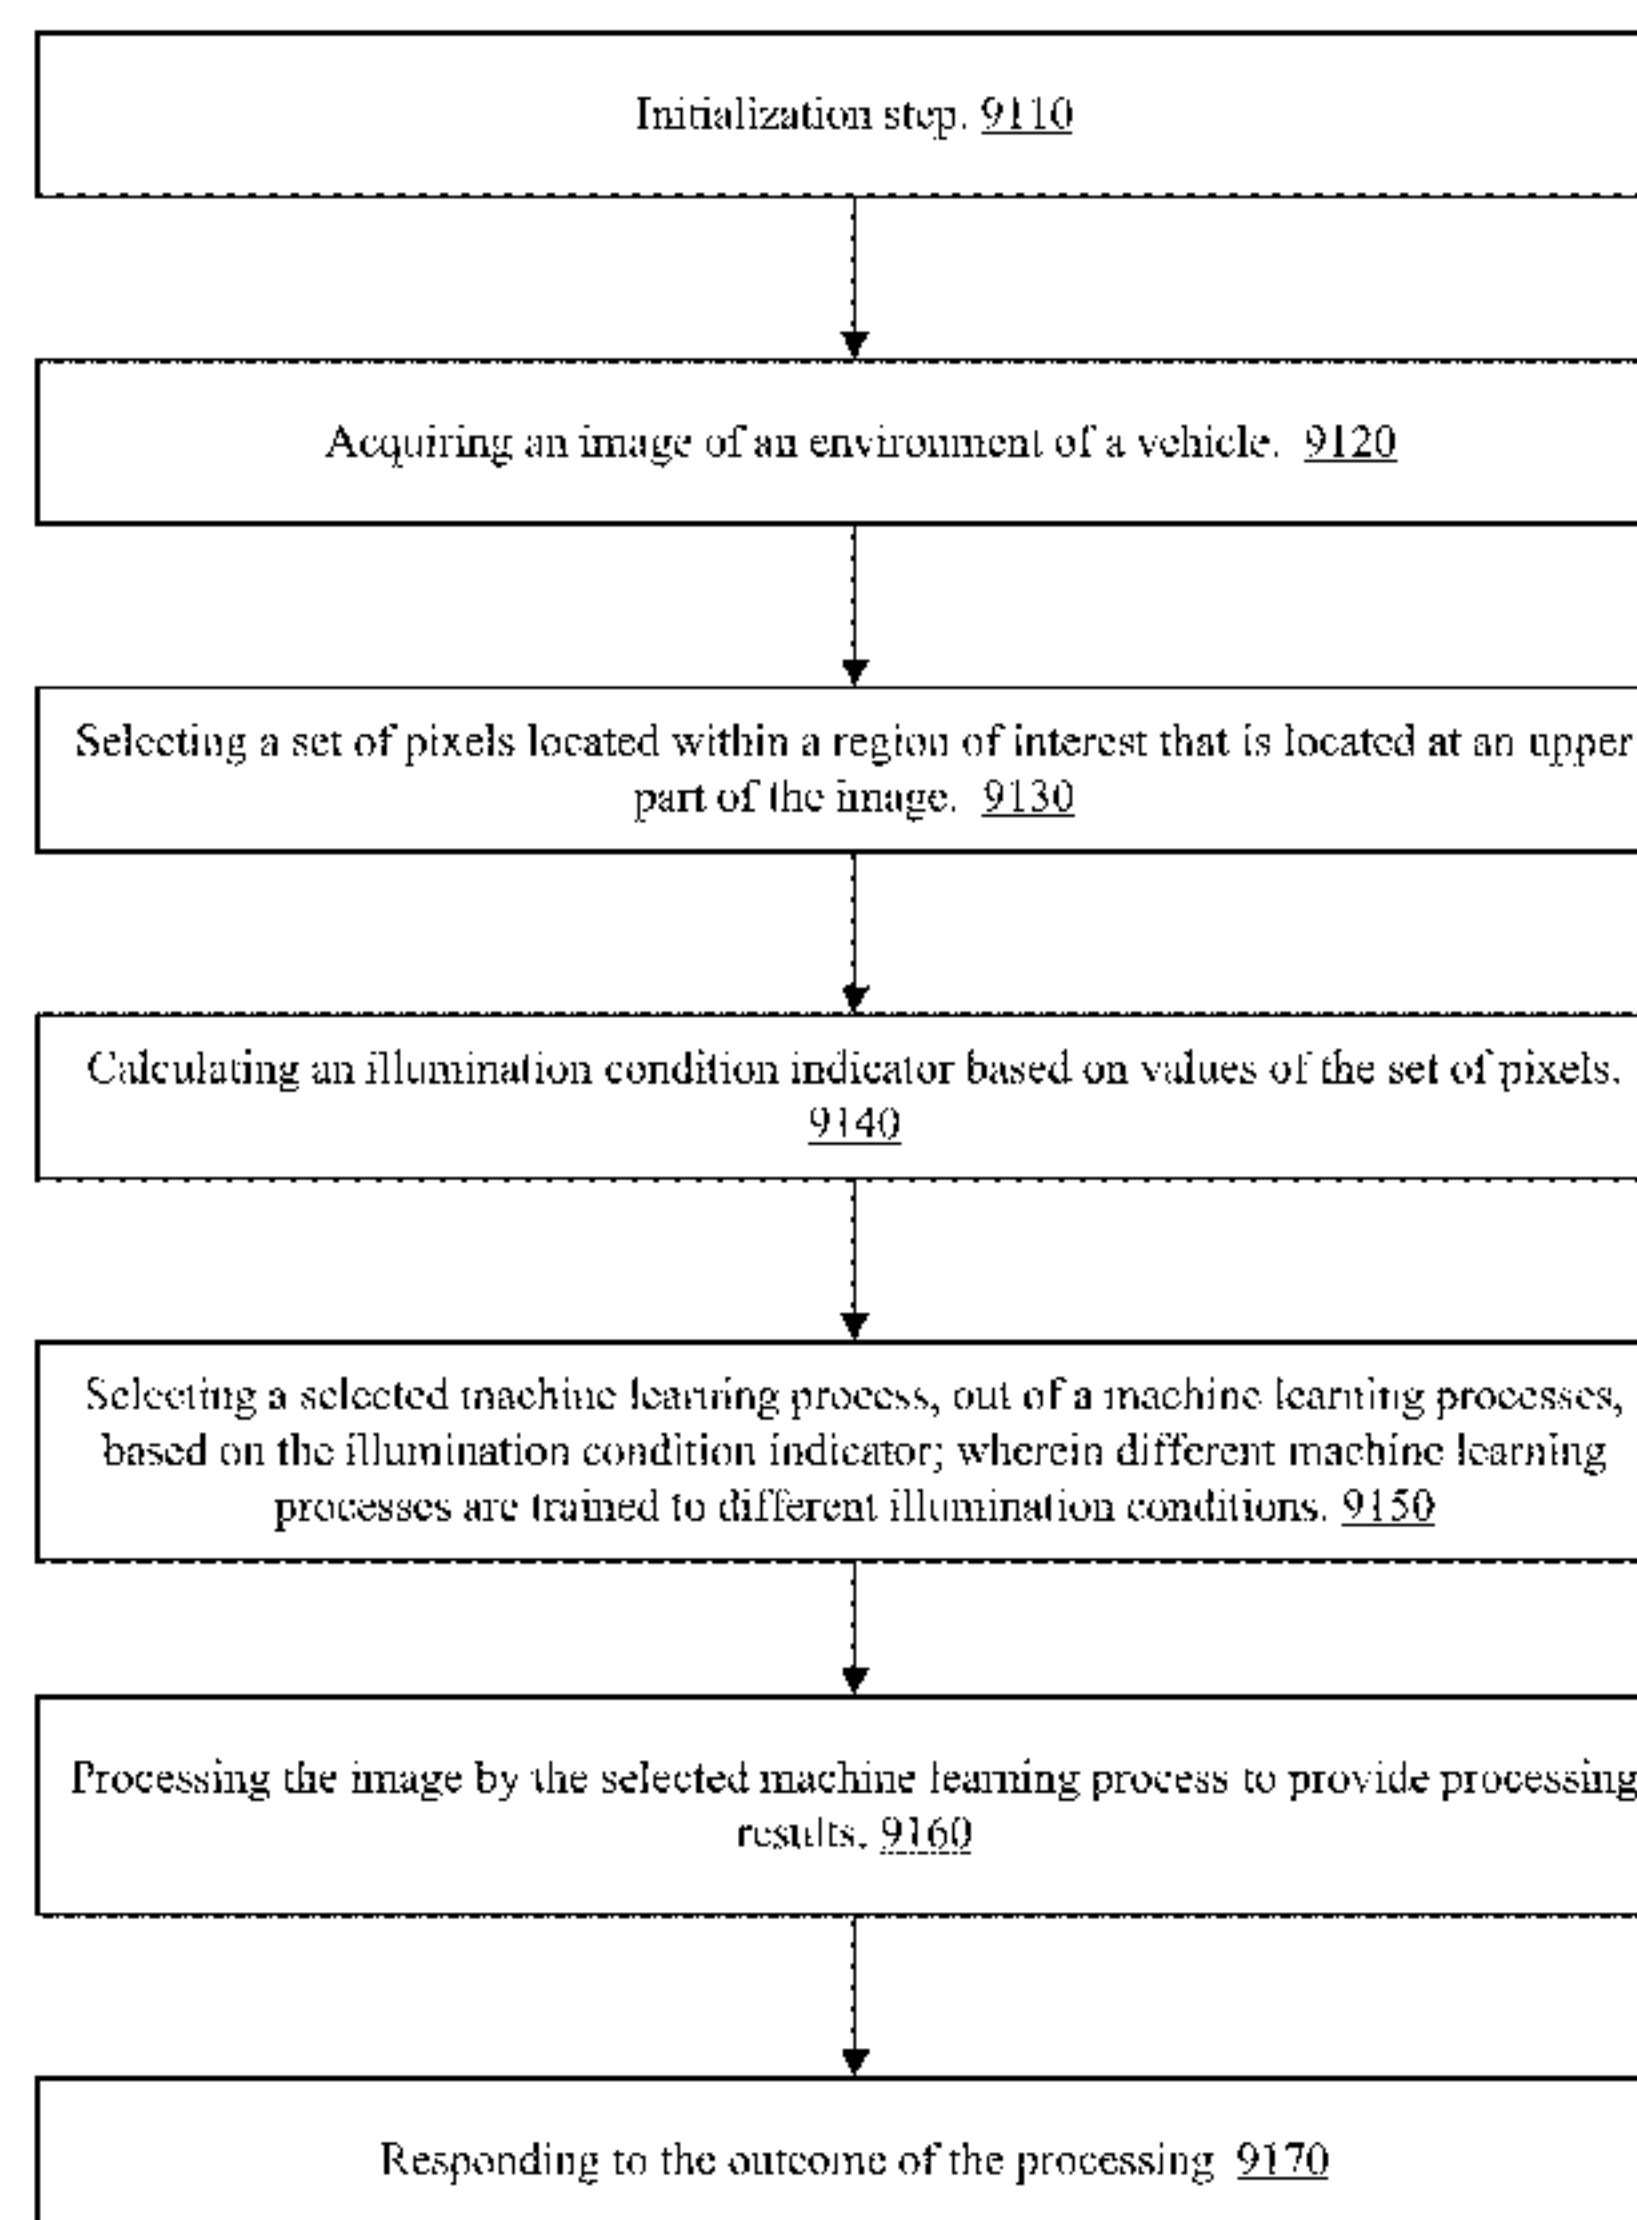 Initialization step. 9110
Acquiring an image of an environment of a vehicle. 9120
Selecting a set of pixels located within a region of interest that is located at an upper
part of the image. 9130
Calculating an illumination condition indicator based on values of the set of pixels.
9140
Selecting a selected machine learning process, out of a machine learning processes,
based on the illumination condition indicator; wherein different machine learning
processes are trained to different illumination conditions. 9150
Processing the image by the selected machine learning process to provide processing
results. 9160
Responding to the outcome of the processing 9170